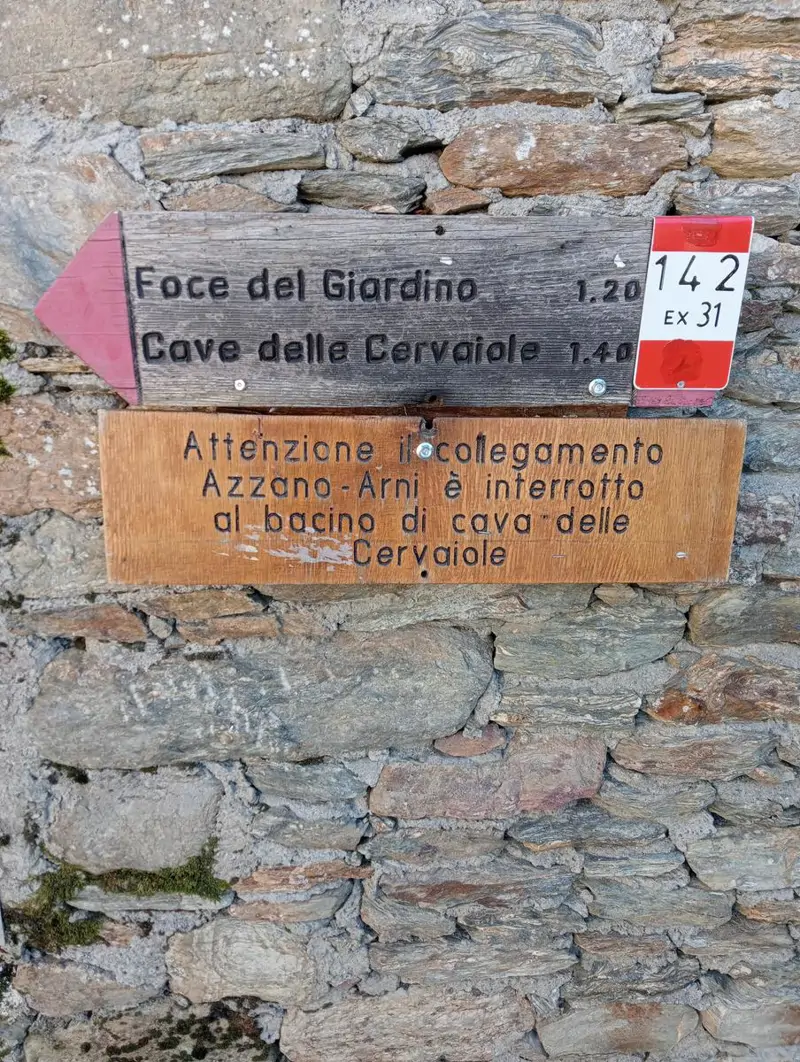 Foce del Giardino 1.20
Cave delle Cervaiole 1.40
142
EX 31
Attenzione il collegamento
Azzano-Arni è interrotto
al bacino di cava delle
Cervaiole